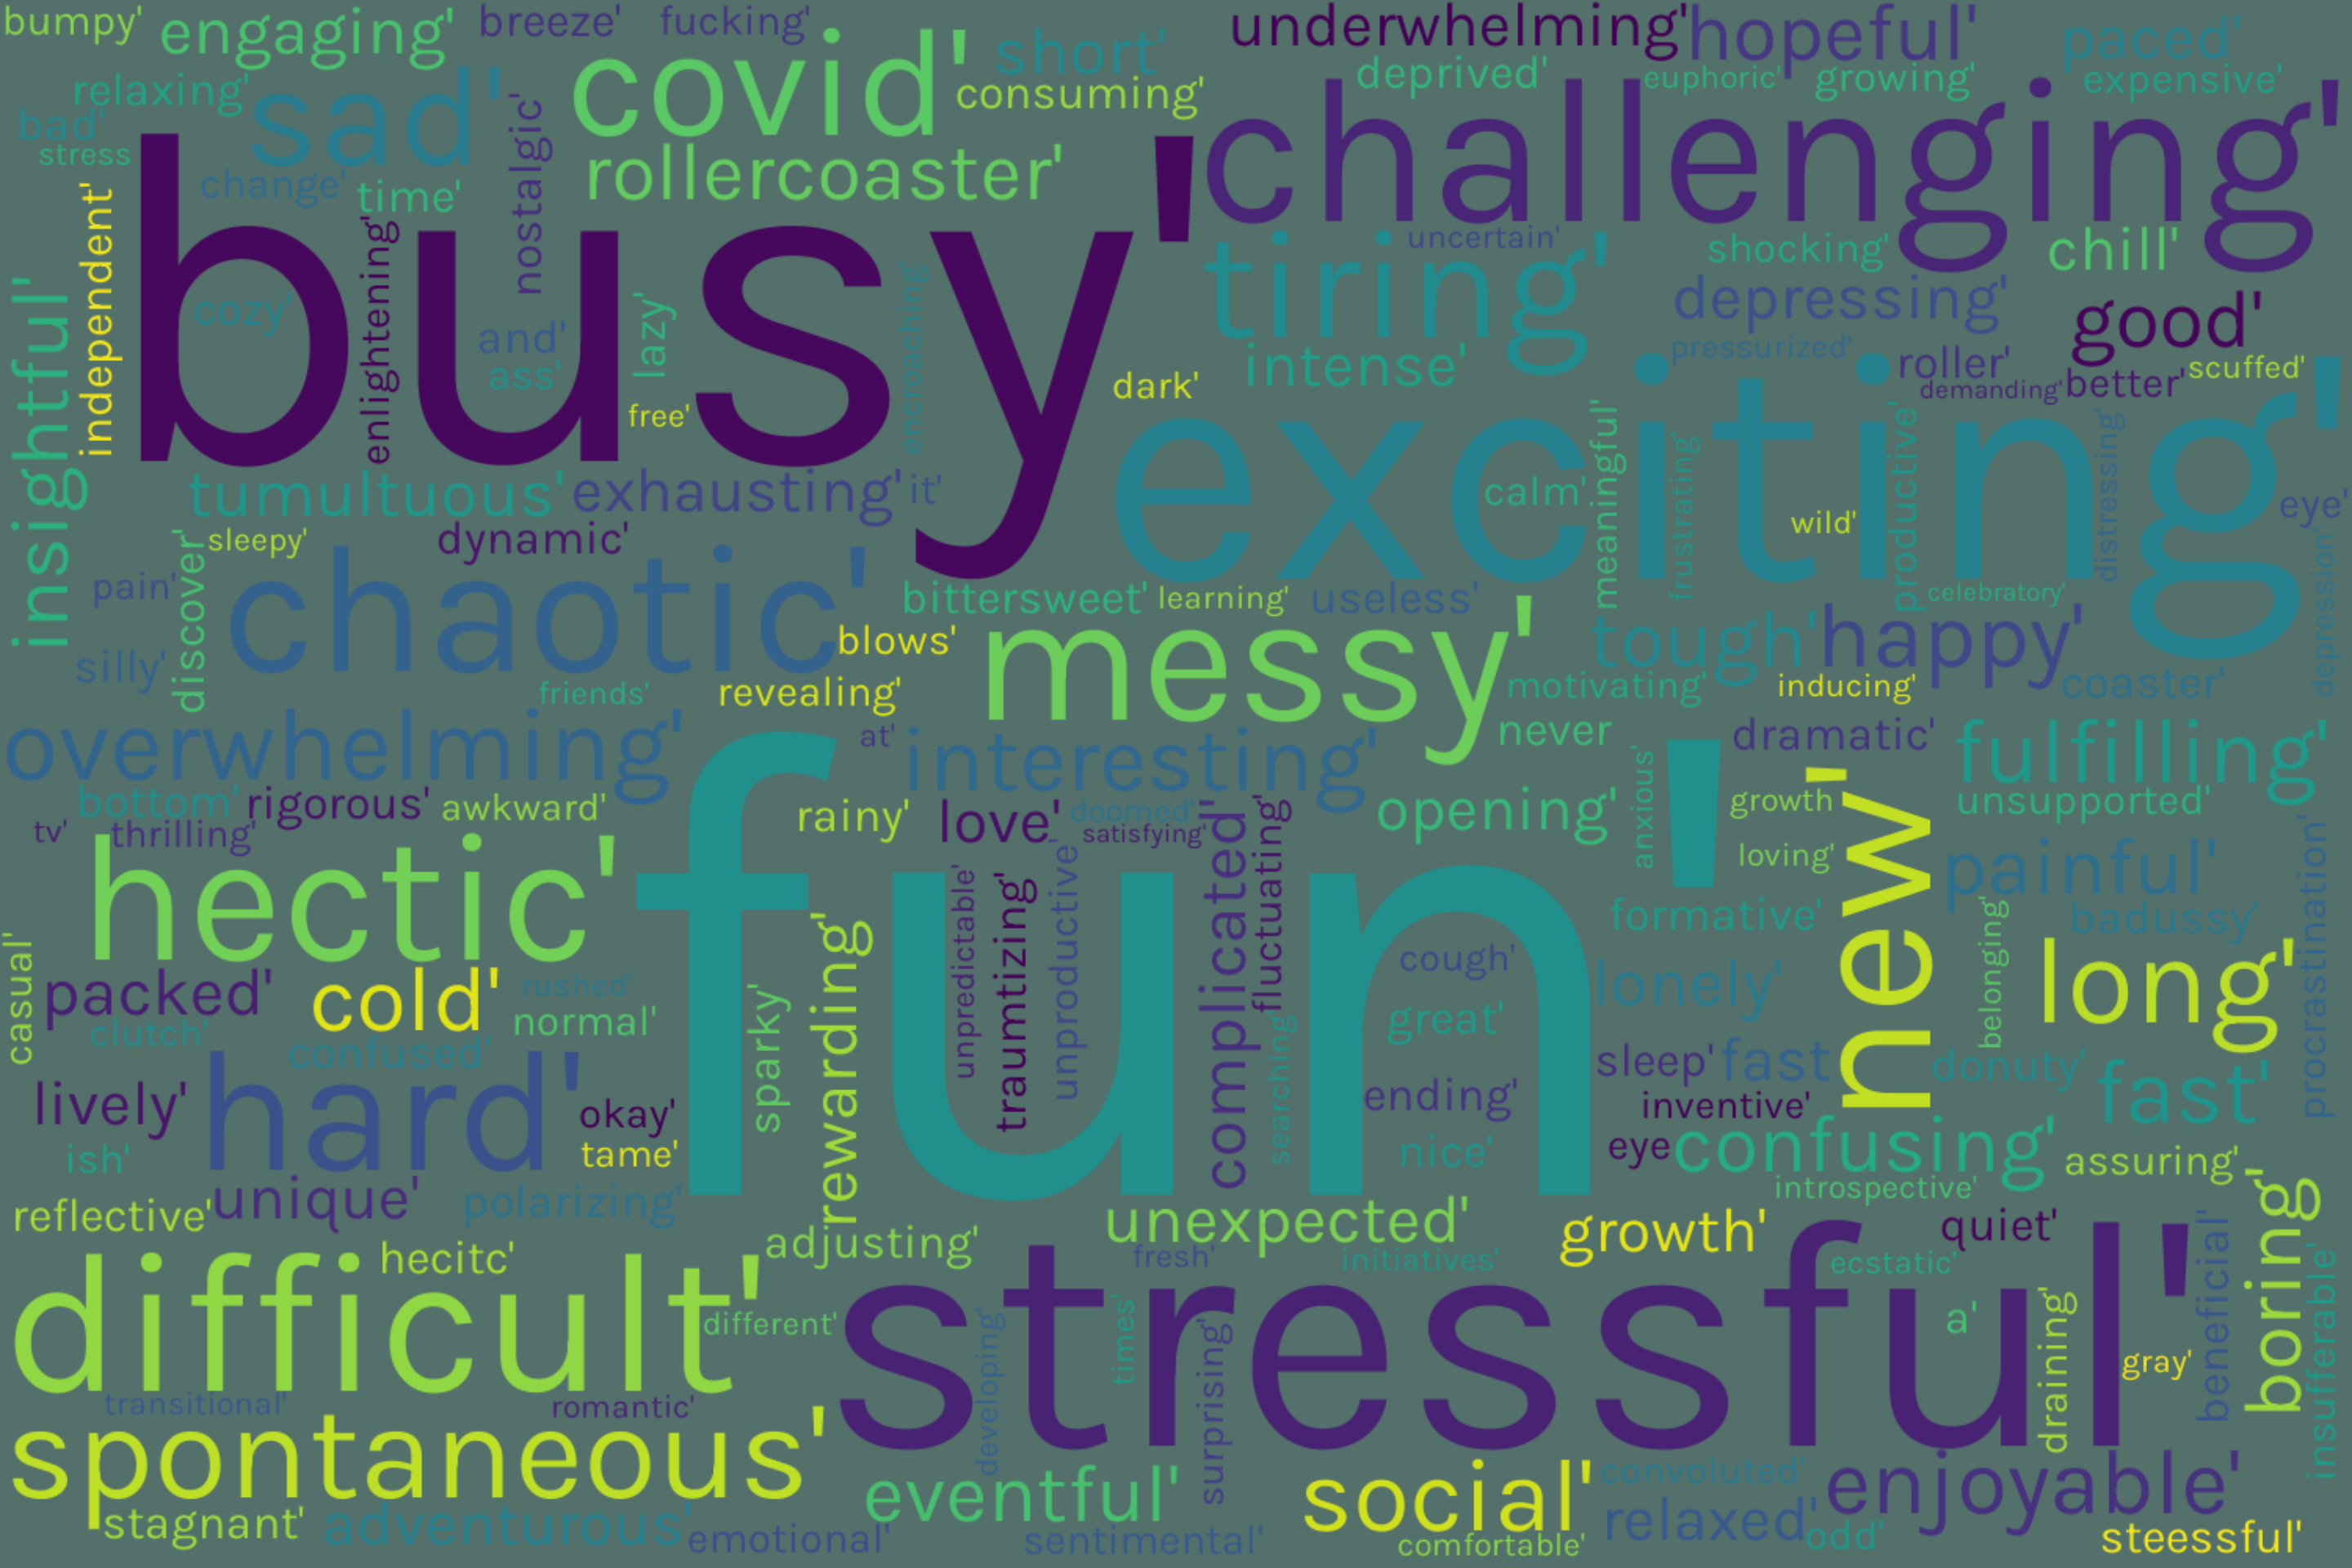 bumpy'
engaging'
breeze'
fucking'
covid'
short'
underwhelming'
hopeful'
paced'
relaxing'
sad'
consuming'
deprived'
euphoric'
growing'
expensive'
bad'
stress
nostalgic'
rollercoaster'
challenging'
change'
time'
independent'
busy'
enlightening'
tiring'
uncertain'
shocking'
chill'
insightful'
cozy'
and'
ass'
lazy'
encroaching'
depressing'
good'
intense'
pressurized'
roller'
scuffed'
free'
dark'
demanding'
better'
exciting'
meaningful'
frustrating'
productive'
distressing'
tumultuous'
exhausting'
it'
calm'
wild'
eye'
sleepy'
dynamic'
discover'
chaotic'
pain'
bittersweet'
learning'
useless'
celebratory'
depression'
silly'
blows'
messy'
tough'
happy'
friends'
revealing'
motivating'
inducing'
coaster'
overwhelming'
at'
interesting'
never
dramatic'
fulfilling'
bottom'
rigorous'
awkward'
rainy'
love'
doomed'
satisfying'
complicated'
fluctuating'
opening'
anxious'
growth
new'
unsupported'
tv'
thrilling'
hectic'
fun'
loving'
painful'
procrastination'
unpredictable'
traumtizing'
unproductive'
formative'
badussy'
belonging'
casual'
packed'
cold'
rushed'
normal'
sparky'
rewarding'
cough'
lonely'
long'
clutch'
confused'
great'
searching'
lively'
hard'
okay'
ending'
sleep'
fast
donuty'
fast'
inventive'
ish'
tame'
nice'
eye
confusing'
assuring'
reflective'
unique'
polarizing'
introspective'
adjusting'
unexpected'
growth'
quiet'
beneficial'
boring'
difficult'
hecitc'
fresh'
initiatives'
ecstatic'
insufferable'
different'
stressful'
developing'
times'
surprising'
a'
draining'
gray'
transitional'
romantic'
spontaneous'
eventful'
social'
convoluted'
enjoyable'
stagnant'
adventurous'
emotional'
sentimental'
comfortable'
relaxed'
odd'
steessful'